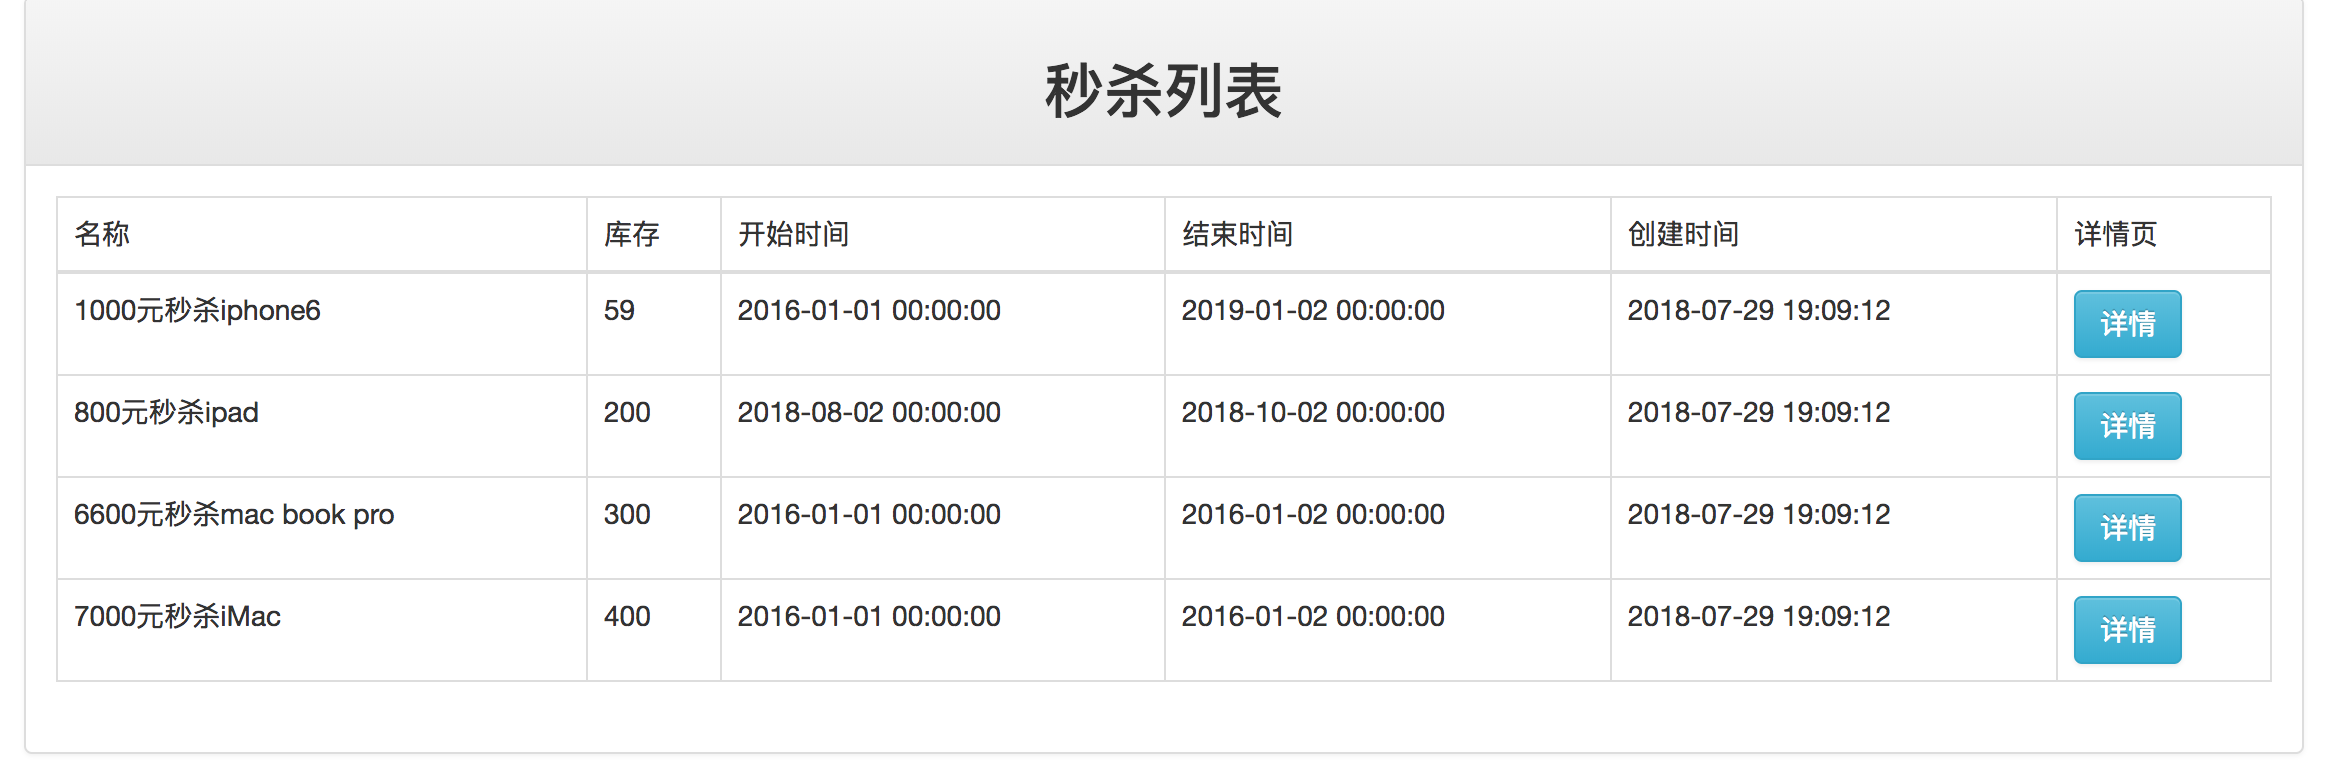 秒杀列表
名称 库存 开始时间 结束时间 创建时间 详情页
1000元秒杀iphone6 59 2016-01-01 00:00:00 2019-01-02 00:00:00 2018-07-29 19:09:12 详情
800元秒杀ipad 200 2018-08-02 00:00:00 2018-10-02 00:00:00 2018-07-29 19:09:12 详情
6600元秒杀mac book pro 300 2016-01-01 00:00:00 2016-01-02 00:00:00 2018-07-29 19:09:12 详情
7000元秒杀iMac 400 2016-01-01 00:00:00 2016-01-02 00:00:00 2018-07-29 19:09:12 详情